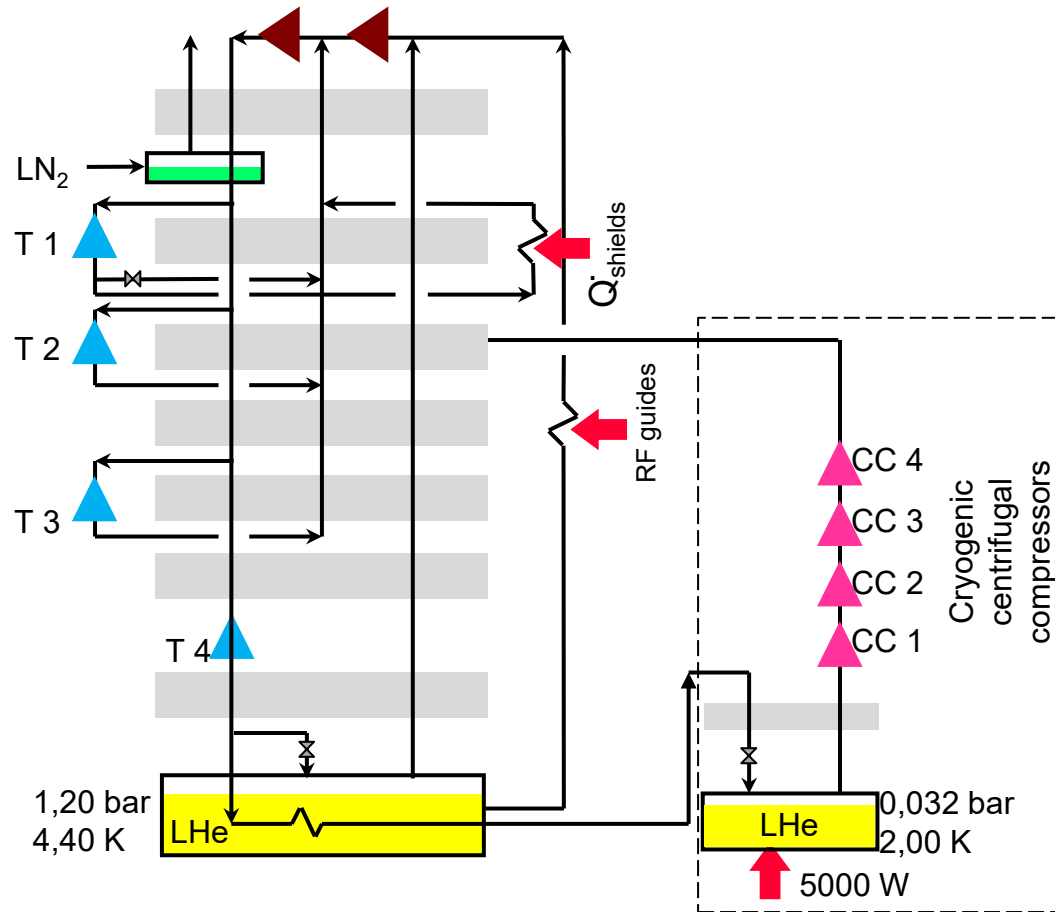 LN₂
T 1
T 2
T 3
T 4
Q̇shields
RF guides
CC 4
CC 3
CC 2
CC 1
Cryogenic
centrifugal
compressors
1,20 bar
4,40 K
LHe
LHe
0,032 bar
2,00 K
5000 W